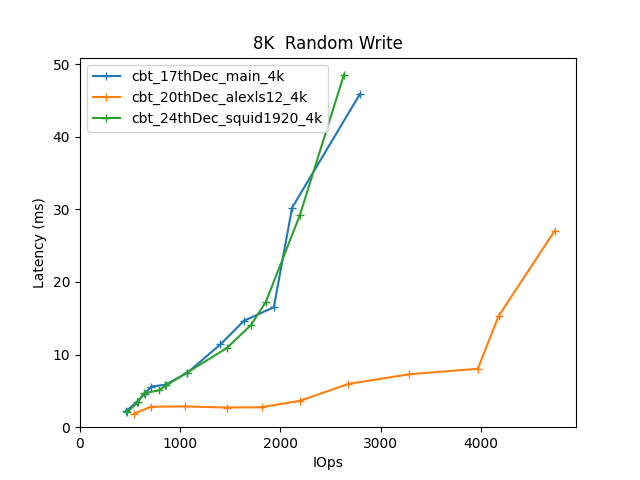 8K  Random Write
cbt_17thDec_main_4k
cbt_20thDec_alexls12_4k
cbt_24thDec_squid1920_4k
Latency (ms)
50
40
30
20
10
0
0 1000 2000 3000 4000
IOps